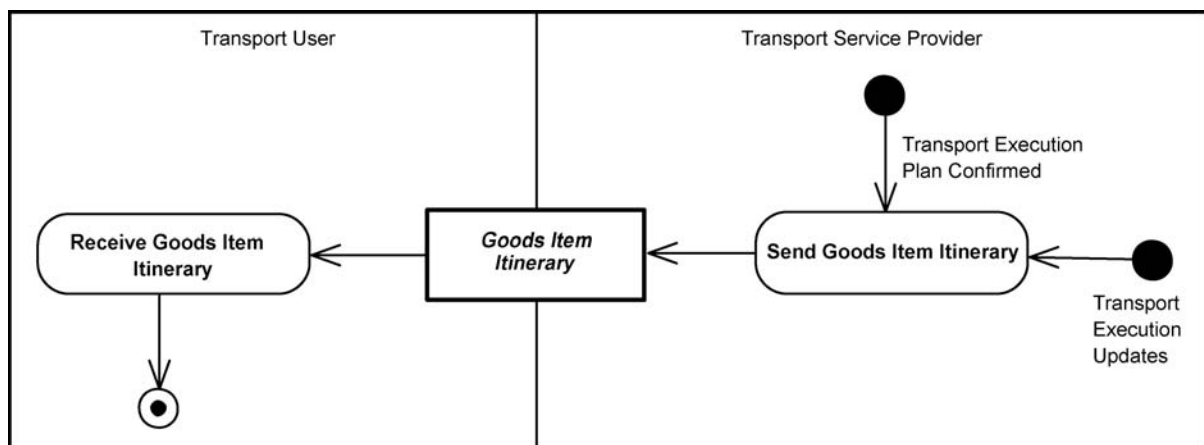 Transport User
Transport Service Provider
Transport Execution
Plan Confirmed
Receive Goods Item
Itinerary
Goods Item
Itinerary
Send Goods Item Itinerary
Transport
Execution
Updates